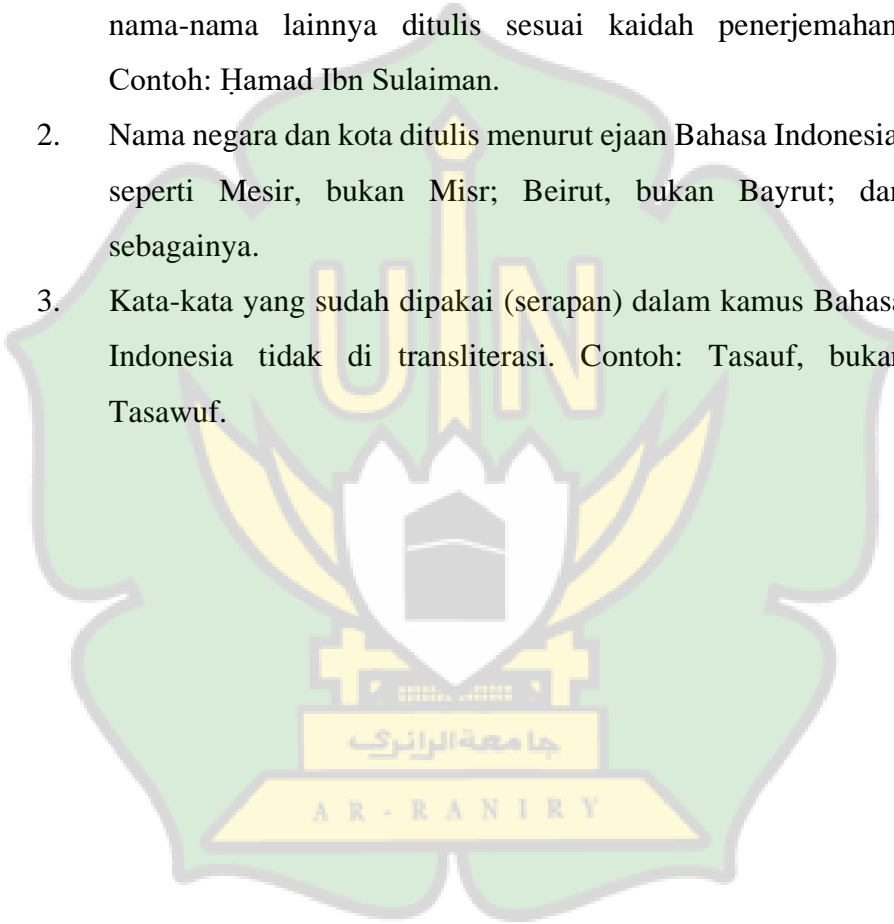 nama-nama lainnya ditulis sesuai kaidah penerjemahan
Contoh: Ḥamad Ibn Sulaiman.
2. Nama negara dan kota ditulis menurut ejaan Bahasa Indonesia
seperti Mesir, bukan Misr; Beirut, bukan Bayrut; dan
sebagainya.
3. Kata-kata yang sudah dipakai (serapan) dalam kamus Bahasa
Indonesia tidak di transliterasi. Contoh: Tasauf, bukan
Tasawuf.
UIN
جامعةالرانري
AR-RANIRY